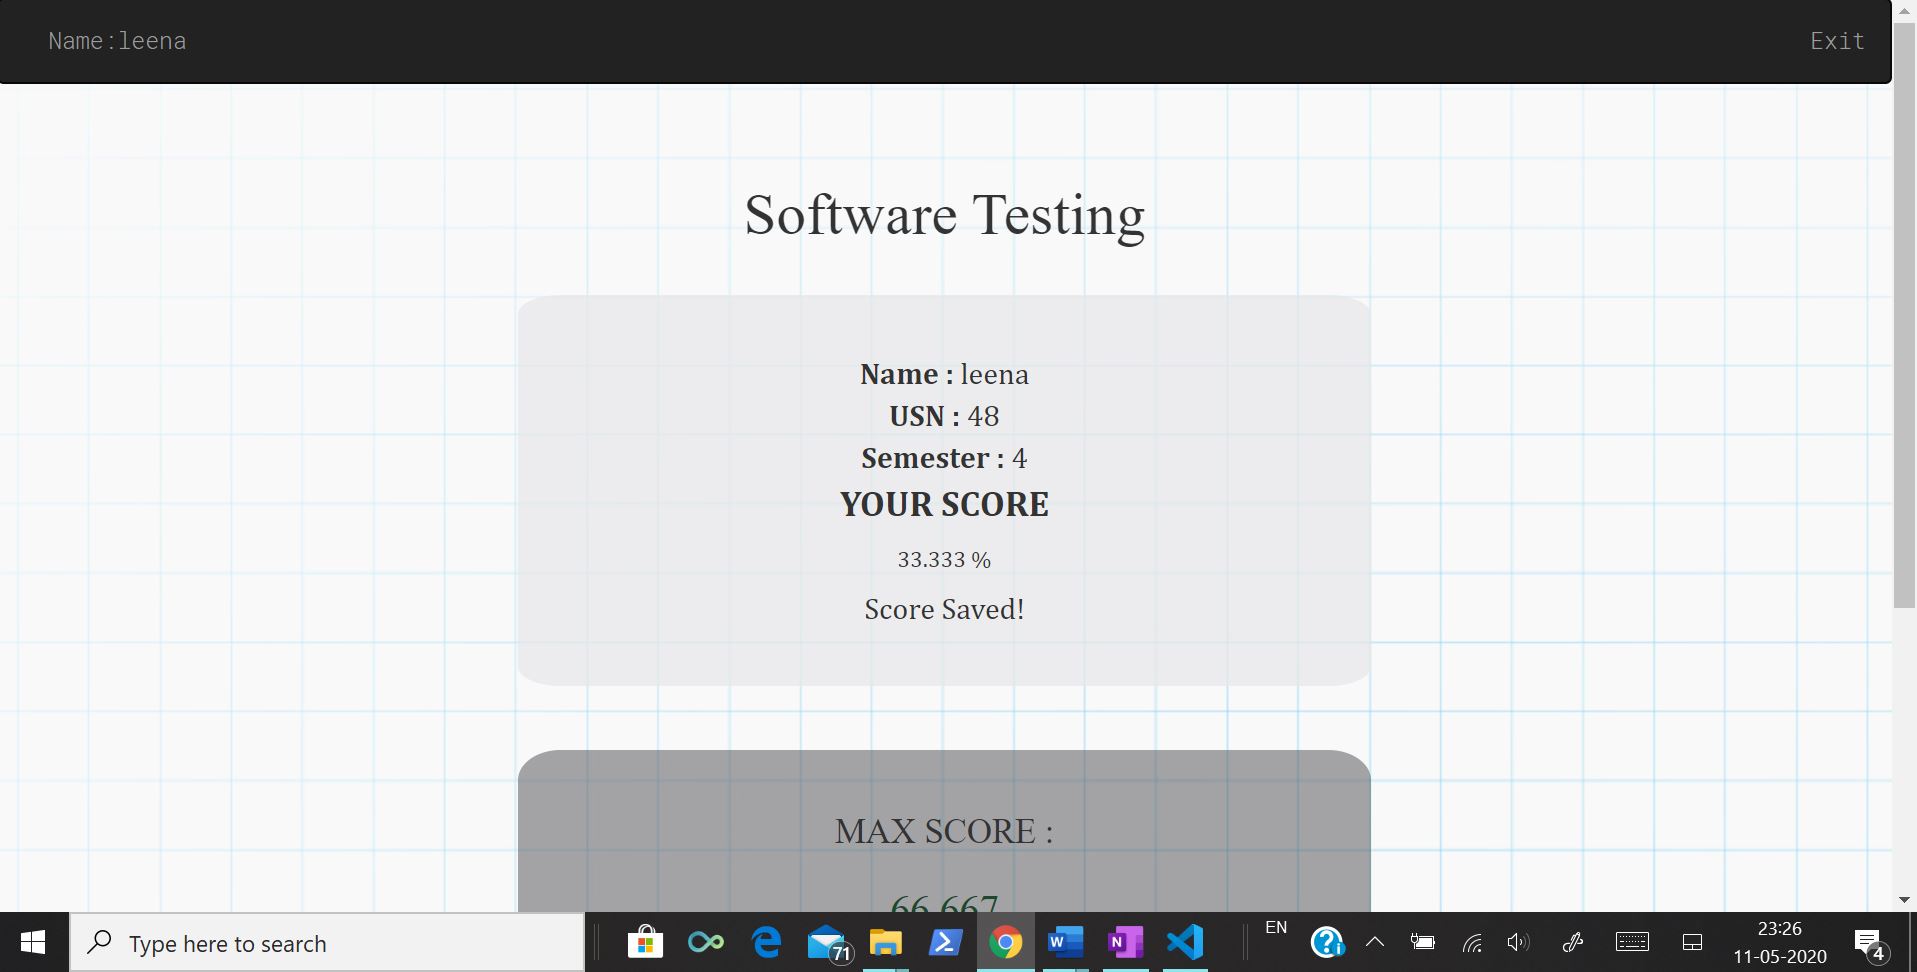 Name:leena
Exit
Software Testing
Name : leena
USN : 48
Semester : 4
YOUR SCORE
33.333 %
Score Saved!
MAX SCORE :
66.667
Type here to search
71
W
N
EN
23:26
11-05-2020
4